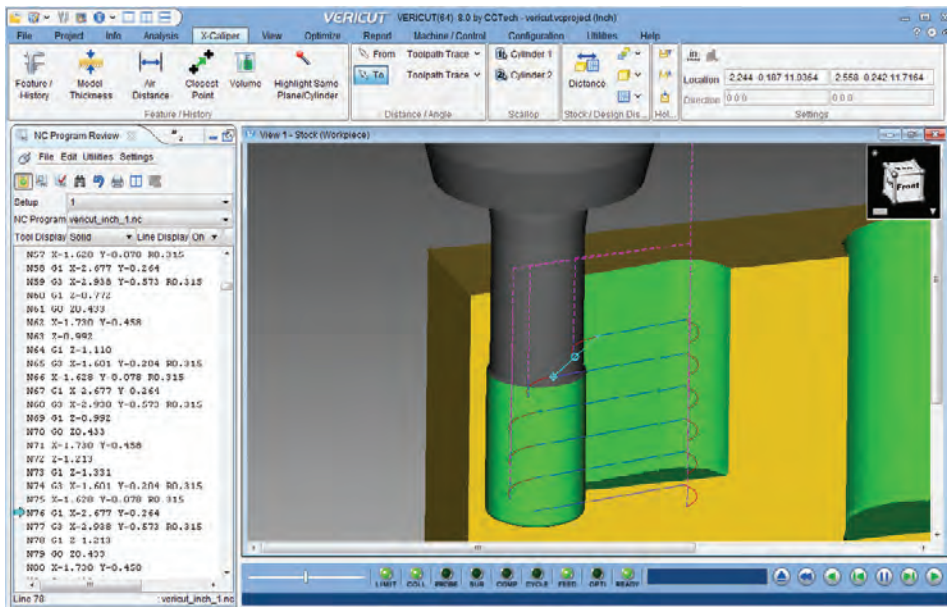 VERICUT VERICUT(64) 8.0 by CGTech - vericut.vcproject (Inch)
File Project Info Analysis X-Caliper View Optimize Report Machine / Control Configuration Utilities Help
Feature / History
Model Thickness
Air Distance
Closest Point
Volume
Highlight Same Plane/Cylinder
From Toolpath Trace
To Toolpath Trace
Cylinder 1
Cylinder 2
Distance
Location 2.244 0.187 11.9364 2.558 0.242 11.7164
Direction 0 0 0 0 0 0
Feature / History Distance / Angle Scallop Stock / Design Dis... Hol... Settings
NC Program Review
File Edit Utilities Settings
Setup 1
NC Program vericut_inch_1.nc
Tool Display Solid Line Display On
N57 X-1.620 Y-0.070 R0.315
N58 G1 X-2.677 Y-0.264
N59 G3 X-2.938 Y-0.573 R0.315
N60 G1 Z-0.772
N61 G0 Z0.433
N62 X-1.730 Y-0.458
N63 Z-0.992
N64 G1 Z-1.110
N65 G3 X-1.601 Y-0.204 R0.315
N66 X-1.628 Y-0.078 R0.315
N67 G1 X-2.677 Y-0.264
N68 G3 X-2.938 Y-0.573 R0.315
N69 G1 Z-0.992
N70 G0 Z0.433
N71 X-1.730 Y-0.458
N72 Z-1.213
N73 G1 Z-1.331
N74 G3 X-1.601 Y-0.204 R0.315
N75 X-1.628 Y-0.078 R0.315
N76 G1 X-2.677 Y-0.264
N77 G3 X-2.938 Y-0.573 R0.315
N78 G1 Z-1.213
N79 G0 Z0.433
N80 X-1.730 Y-0.458
Line 78 : vericut_inch_1.nc
View 1 - Stock (Workpiece)
Front
LIMIT COLL PROBE SUB COMP CYCLE FEED OPTI READY